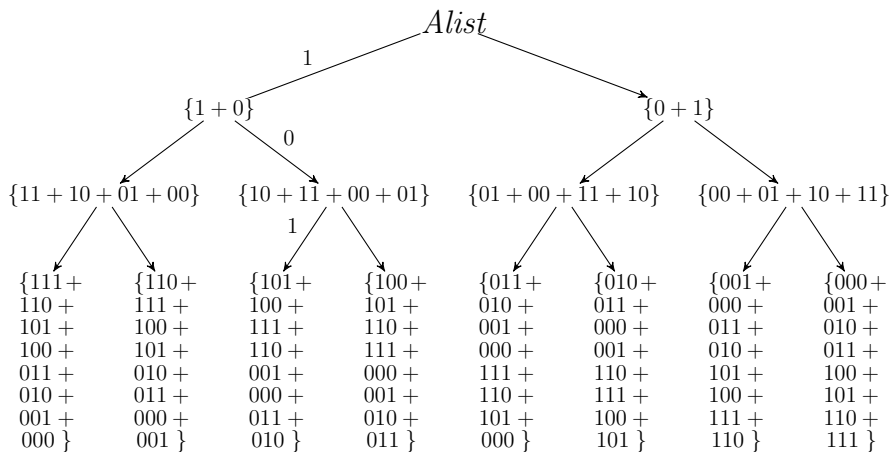 Alist
1
{1 + 0} {0 + 1}
0
{11 + 10 + 01 + 00} {10 + 11 + 00 + 01} {01 + 00 + 11 + 10} {00 + 01 + 10 + 11}
1
{111+ {110+ {101+ {100+ {011+ {010+ {001+ {000+
110 + 111 + 100 + 101 + 010 + 011 + 000 + 001 +
101 + 100 + 111 + 110 + 001 + 000 + 011 + 010 +
100 + 101 + 110 + 111 + 000 + 001 + 010 + 011 +
011 + 010 + 001 + 000 + 111 + 110 + 101 + 100 +
010 + 011 + 000 + 001 + 110 + 111 + 100 + 101 +
001 + 000 + 011 + 010 + 101 + 100 + 111 + 110 +
000 } 001 } 010 } 011 } 000 } 101 } 110 } 111 }